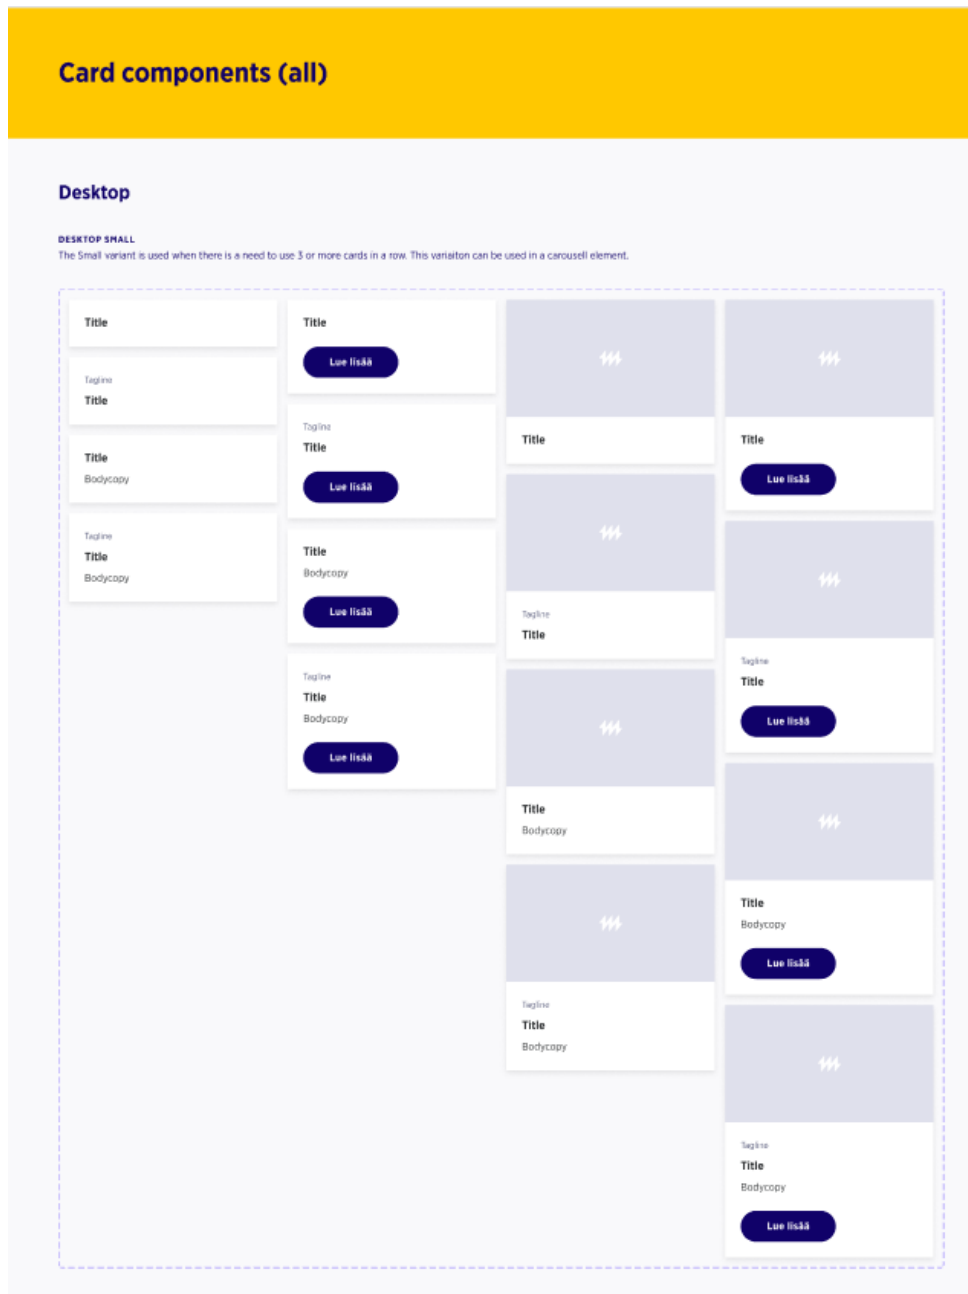 Card components (all)
Desktop
DESKTOP SMALL
The Small variant is used when there is a need to use 3 or more cards in a row. This variaiton can be used in a carousell element.
Title
Tagline
Title
Title
Bodycopy
Tagline
Title
Bodycopy
Title
Lue lisää
Tagline
Title
Lue lisää
Title
Bodycopy
Lue lisää
Tagline
Title
Bodycopy
Lue lisää
Title
Tagline
Title
Title
Bodycopy
Tagline
Title
Bodycopy
Title
Lue lisää
Tagline
Title
Lue lisää
Title
Bodycopy
Lue lisää
Tagline
Title
Bodycopy
Lue lisää